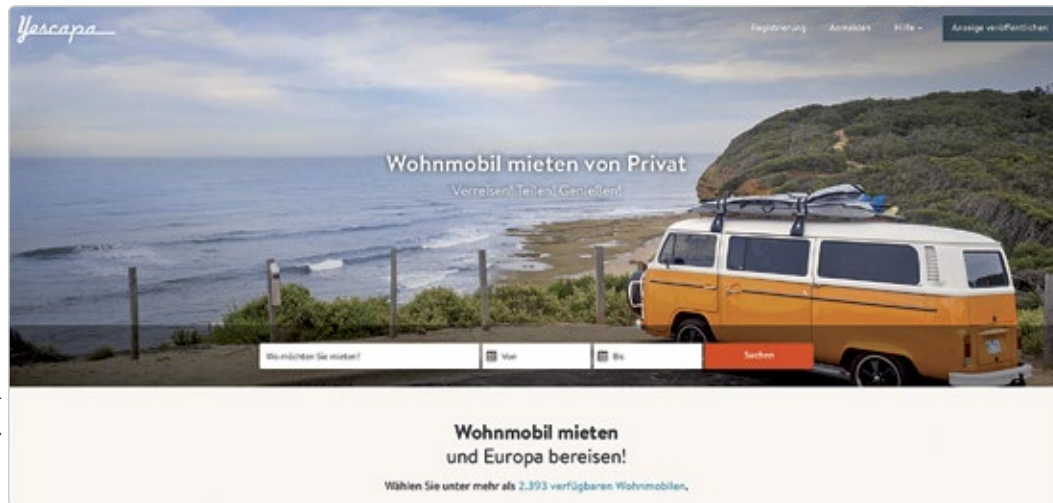 Yescapa
Registrierung Anmelden Hilfe Anzeige veröffentlichen
Wohnmobil mieten von Privat
Verreisen! Teilen! Genießen!
Wo möchten Sie mieten? Von Bis Suchen
Wohnmobil mieten
und Europa bereisen!
Wählen Sie unter mehr als 2.393 verfügbaren Wohnmobilen.